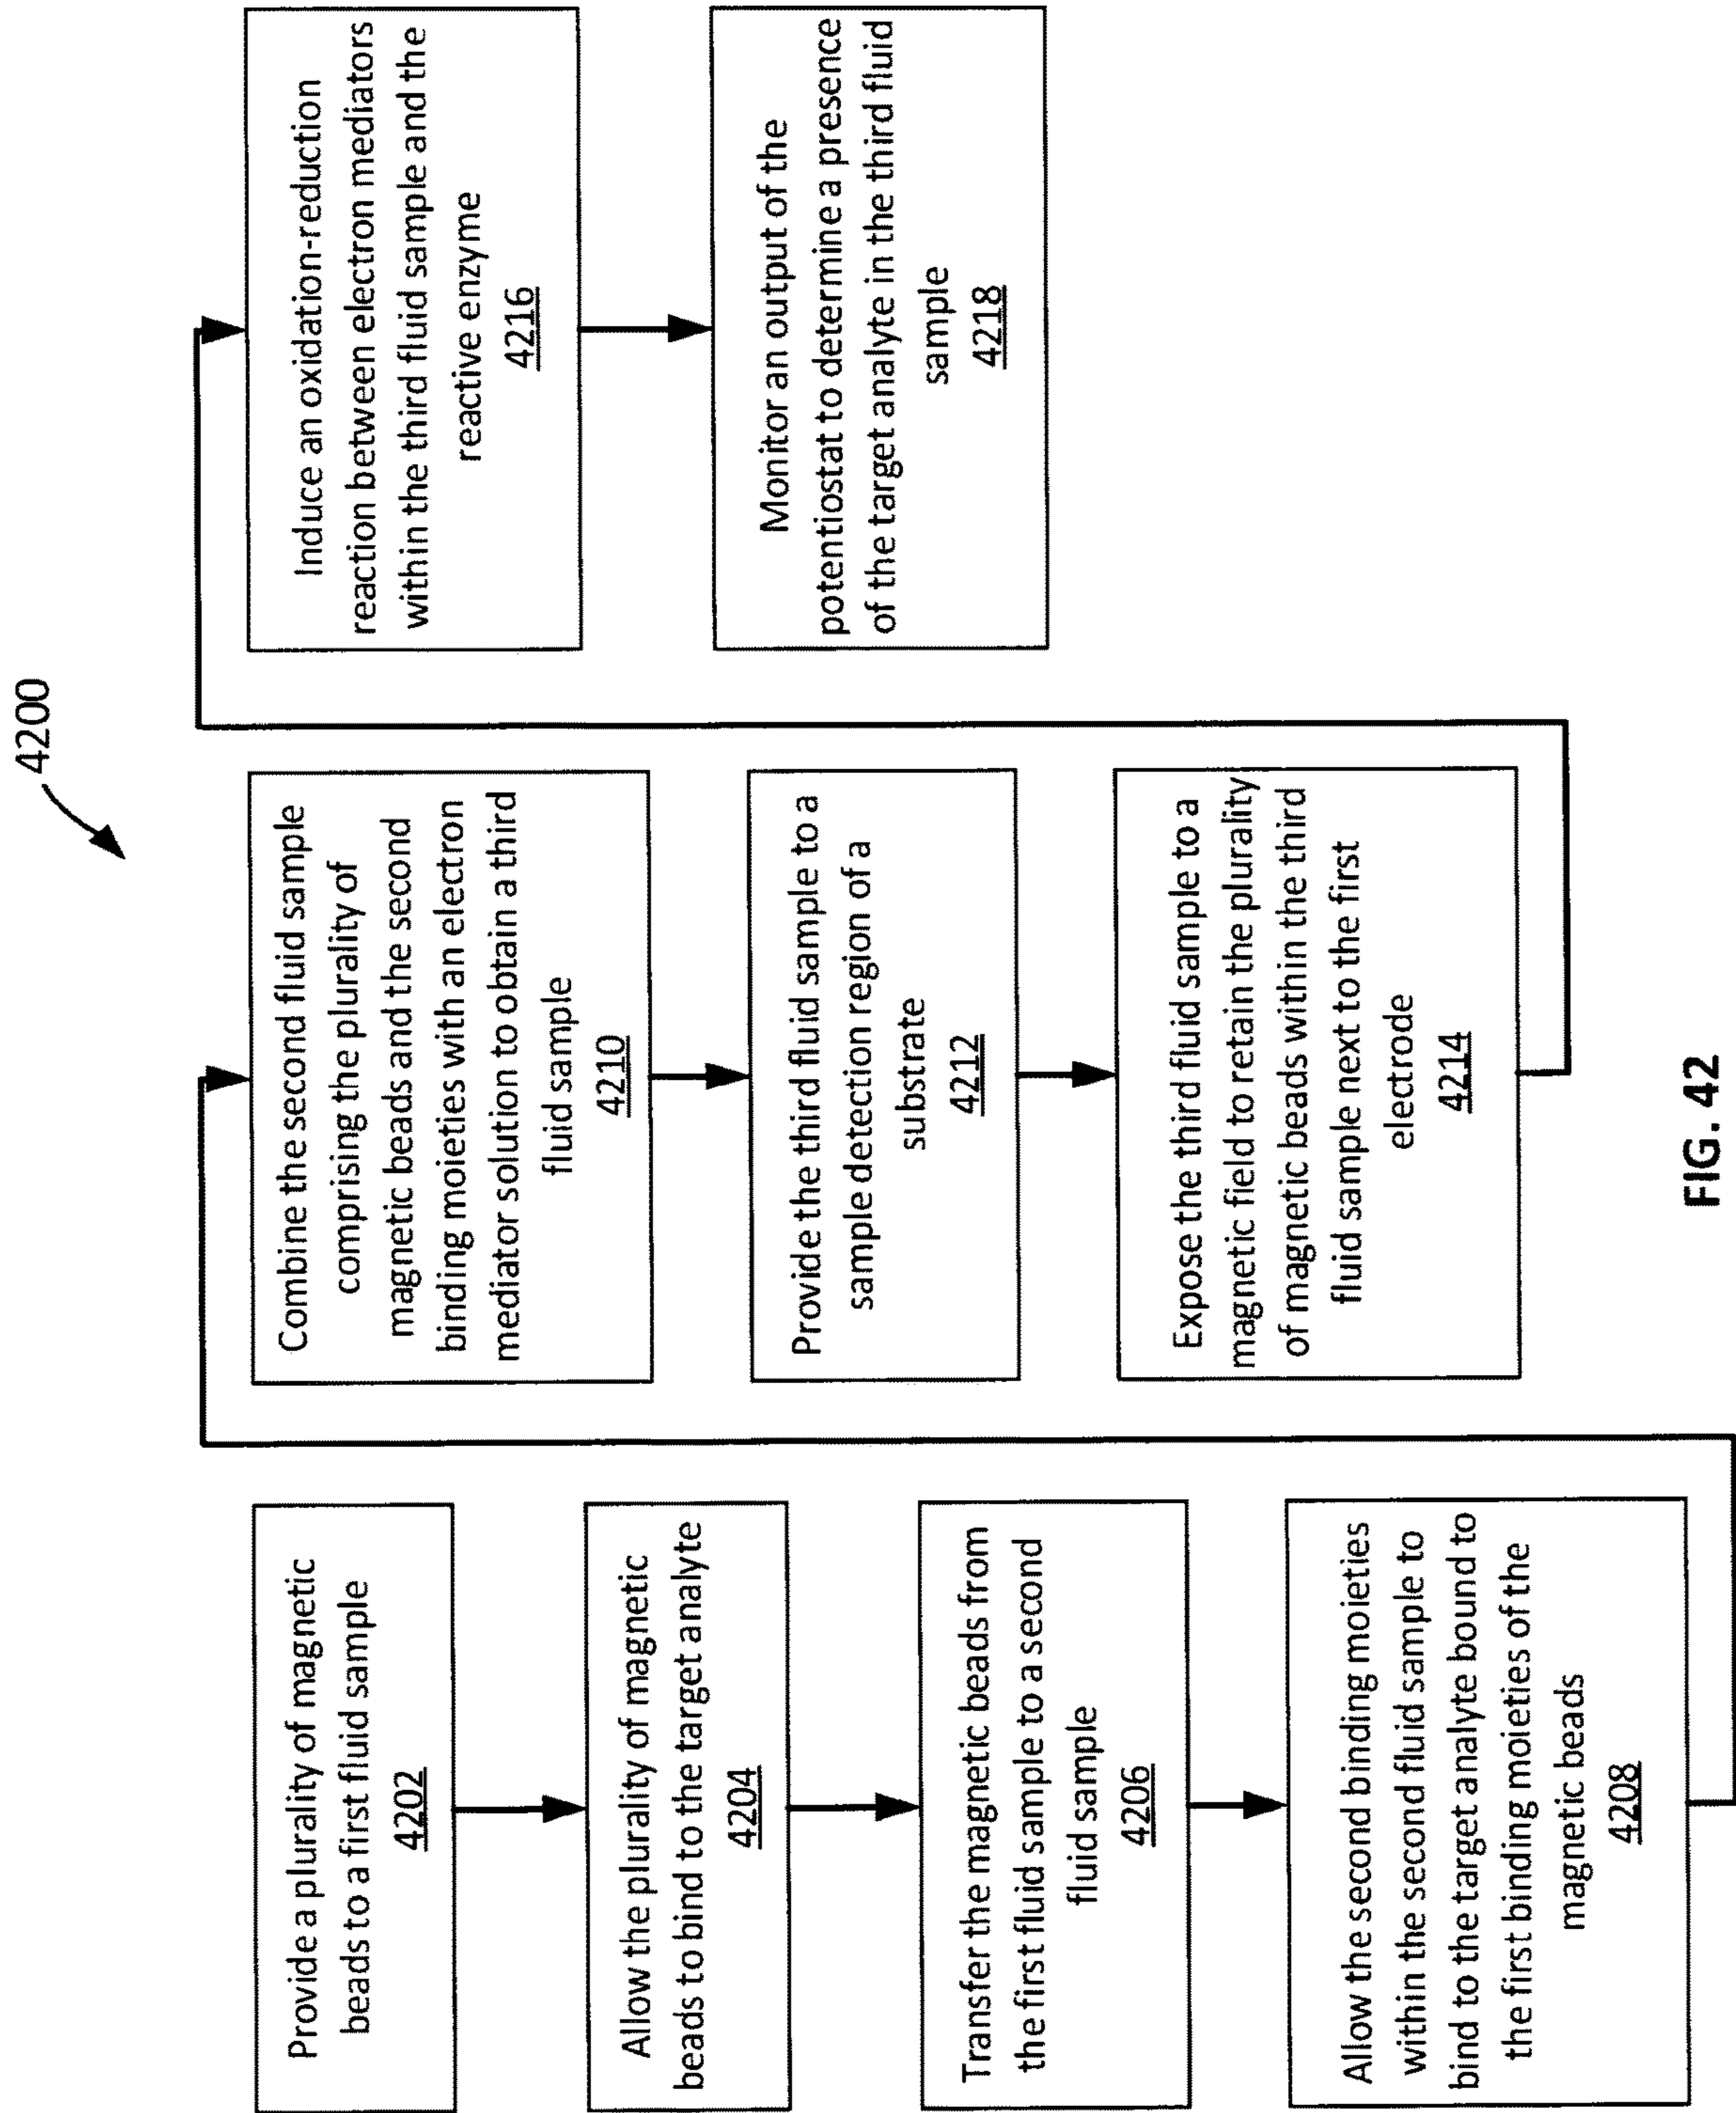 4200
Provide a plurality of magnetic
beads to a first fluid sample
4202
Allow the plurality of magnetic
beads to bind to the target analyte
4204
Transfer the magnetic beads from
the first fluid sample to a second
fluid sample
4206
Allow the second binding moieties
within the second fluid sample to
bind to the target analyte bound to
the first binding moieties of the
magnetic beads
4208
Combine the second fluid sample
comprising the plurality of
magnetic beads and the second
binding moieties with an electron
mediator solution to obtain a third
fluid sample
4210
Provide the third fluid sample to a
sample detection region of a
substrate
4212
Expose the third fluid sample to a
magnetic field to retain the plurality
of magnetic beads within the third
fluid sample next to the first
electrode
4214
Induce an oxidation-reduction
reaction between electron mediators
within the third fluid sample and the
reactive enzyme
4216
Monitor an output of the
potentiostat to determine a presence
of the target analyte in the third fluid
sample
4218
FIG. 42